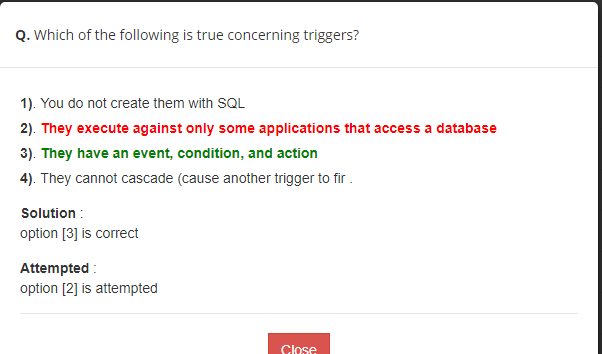 Q. Which of the following is true concerning triggers?
1). You do not create them with SQL
2). They execute against only some applications that access a database
3). They have an event, condition, and action
4). They cannot cascade (cause another trigger to fir .
Solution :
option [3] is correct
Attempted :
option [2] is attempted
Close